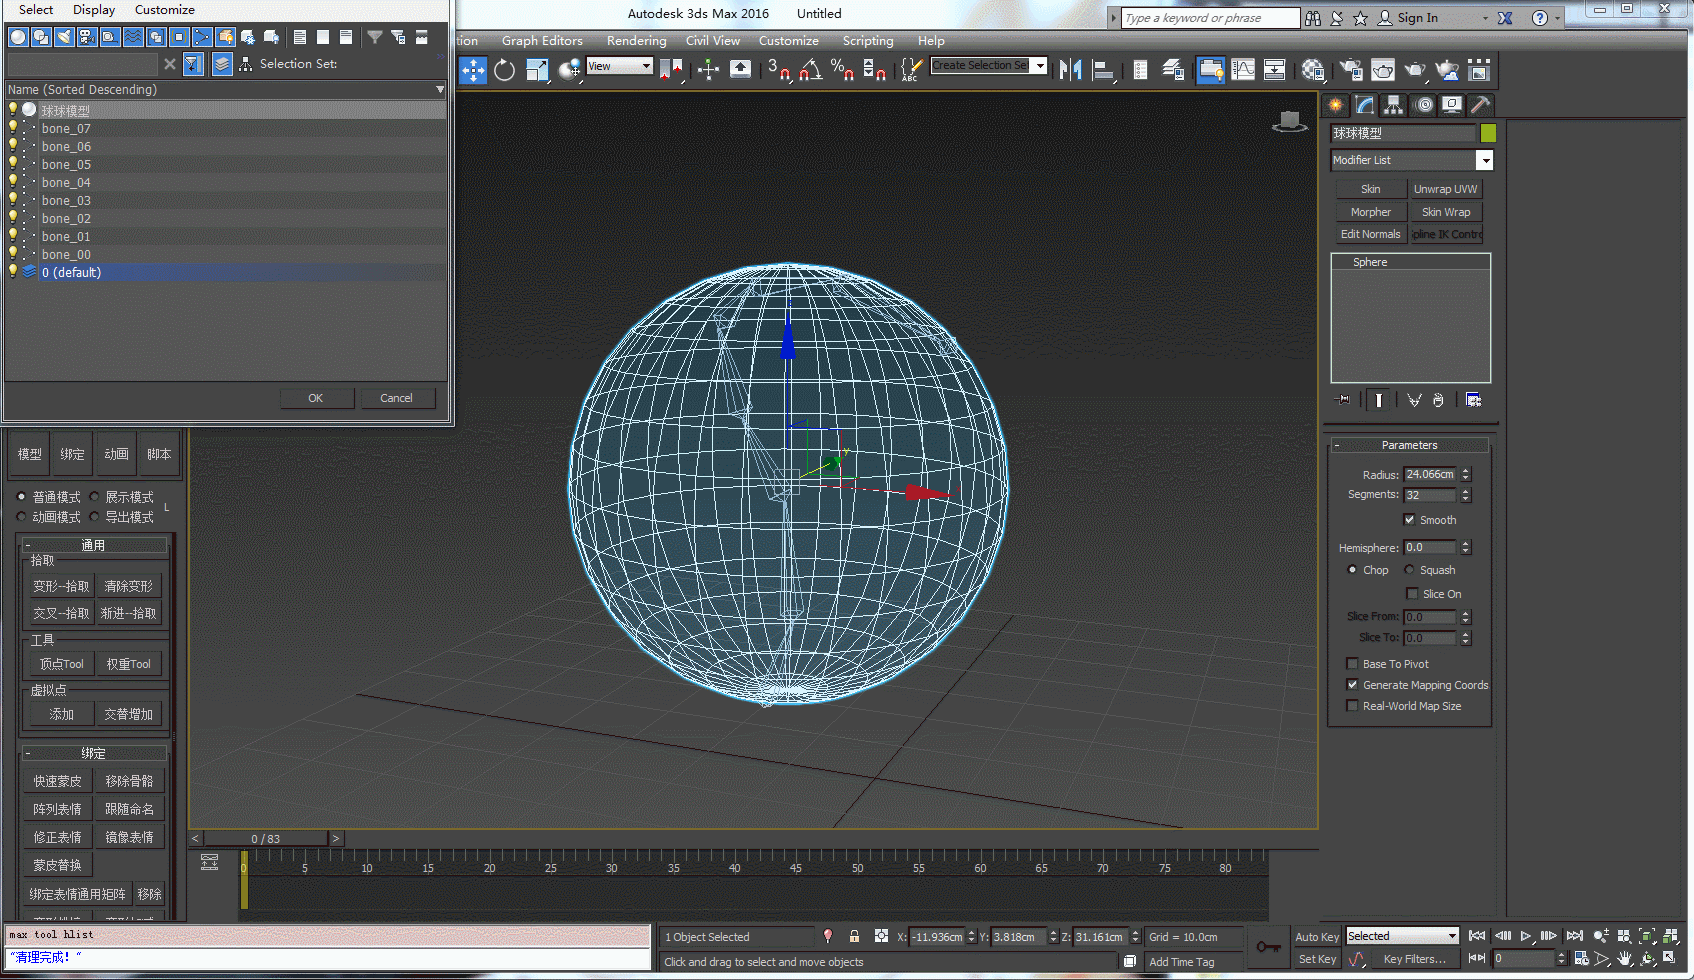 Select Display Customize
Autodesk 3ds Max 2016 Untitled
Type a keyword or phrase
Sign In
tion Graph Editors Rendering Civil View Customize Scripting Help
Selection Set:
View
3
ABC
Create Selection Se
Name (Sorted Descending)
球球模型
bone_07
bone_06
bone_05
bone_04
bone_03
bone_02
bone_01
bone_00
0 (default)
OK Cancel
球球模型
Modifier List
Skin Unwrap UVW
Morpher Skin Wrap
Edit Normals pline IK Contro
Sphere
Parameters
Radius: 24.066cm
Segments: 32
Smooth
Hemisphere: 0.0
Chop Squash
Slice On
Slice From: 0.0
Slice To: 0.0
Base To Pivot
Generate Mapping Coords
Real-World Map Size
模型 绑定 动画 脚本
普通模式 展示模式
动画模式 导出模式 L
通用
拾取
变形--拾取 清除变形
交叉--拾取 渐进--拾取
工具
顶点Tool 权重Tool
虚拟点
添加 交替增加
绑定
快速蒙皮 移除骨骼
阵列表情 跟随命名
修正表情 镜像表情
蒙皮替换
绑定表情通用矩阵 移除
y
0 / 83
0 5 10 15 20 25 30 35 40 45 50 55 60 65 70 75 80
max tool hlist
"清理完成！"
1 Object Selected X: -11.936cm Y: 3.818cm Z: 31.161cm Grid = 10.0cm
Click and drag to select and move objects Add Time Tag
Auto Key Selected
Set Key Key Filters... 0